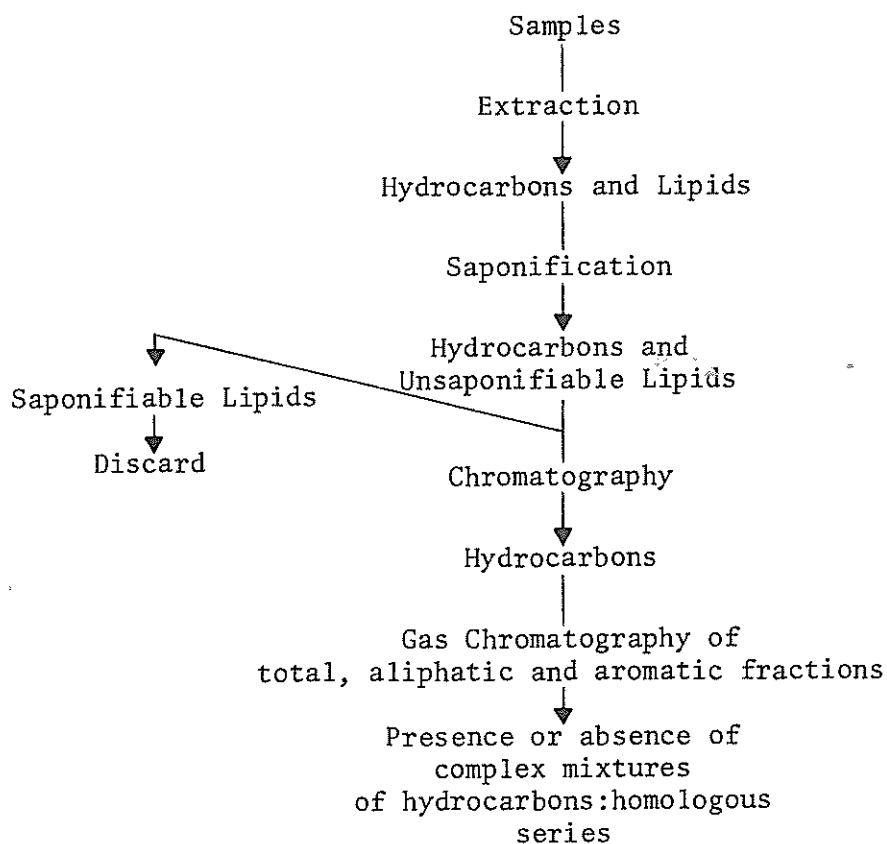 Samples
Extraction
Hydrocarbons and Lipids
Saponification
Hydrocarbons and
Unsaponifiable Lipids
Saponifiable Lipids
Discard
Chromatography
Hydrocarbons
Gas Chromatography of
total, aliphatic and aromatic fractions
Presence or absence of
complex mixtures
of hydrocarbons:homologous
series